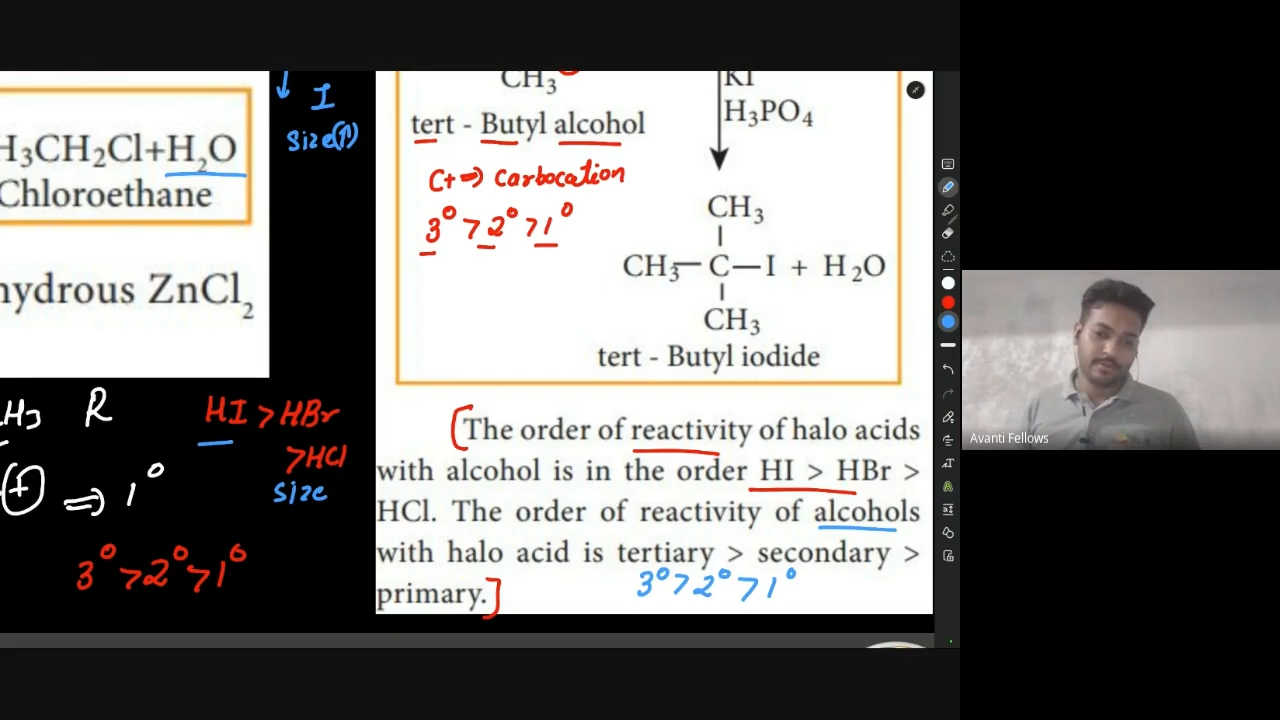 H3CH2Cl+H2O
Chloroethane
hydrous ZnCl2
I
Size(↑)
CH3
tert - Butyl alcohol
C+ ⇒ Carbocation
3° > 2° > 1°
KI
H3PO4
CH3
CH3—C—I + H2O
CH3
tert - Butyl iodide
H3 R
+ ⇒ 1°
3° > 2° > 1°
HI > HBr
> HCl
Size
[The order of reactivity of halo acids
with alcohol is in the order HI > HBr >
HCl. The order of reactivity of alcohols
with halo acid is tertiary > secondary >
primary.]
3° > 2° > 1°
Avanti Fellows